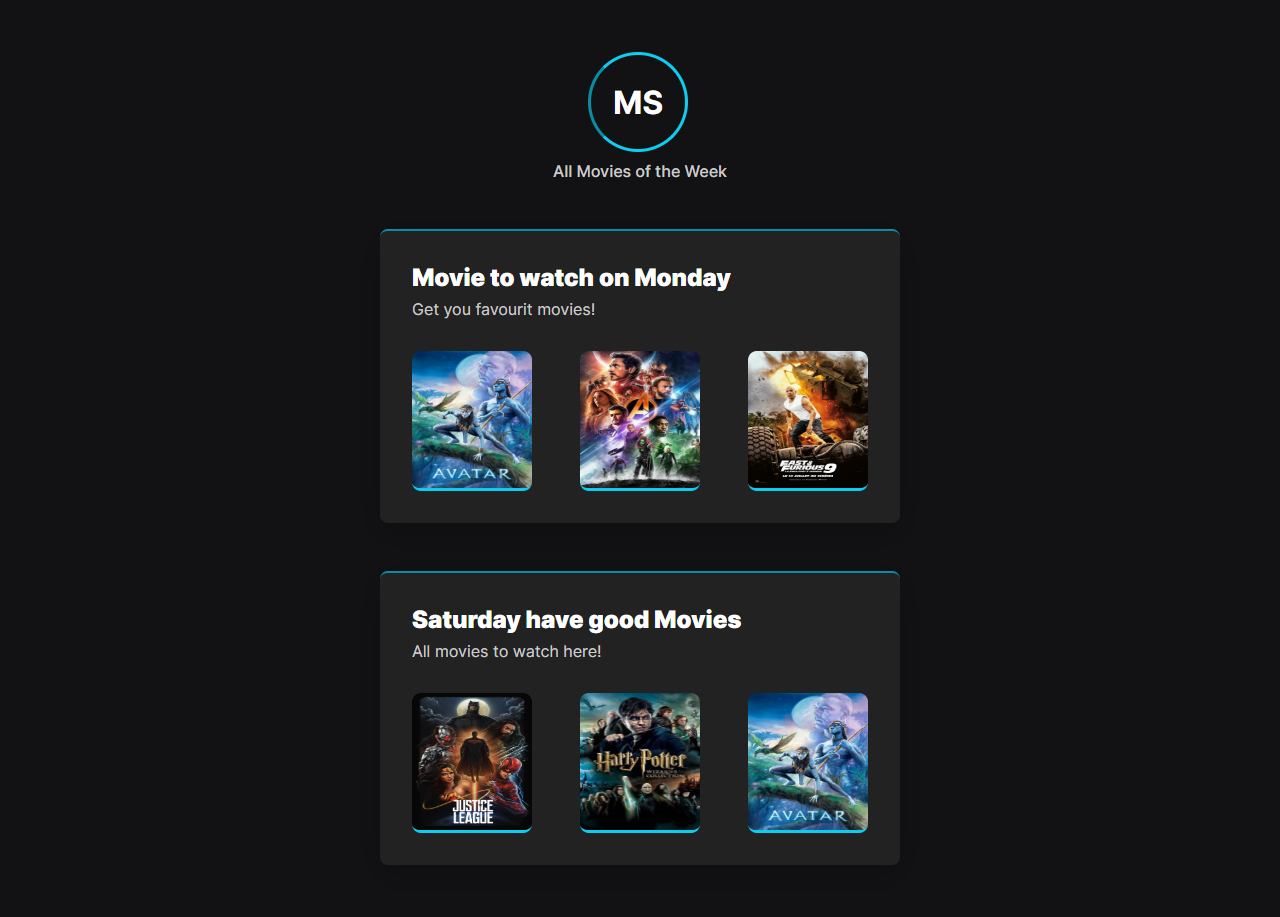 MS
All Movies of the Week
Movie to watch on Monday
Get you favourit movies!
AVATAR
A
FAST &
FURIOUS 9
Saturday have good Movies
All movies to watch here!
JUSTICE
LEAGUE
Harry Potter
COLLECTION
AVATAR